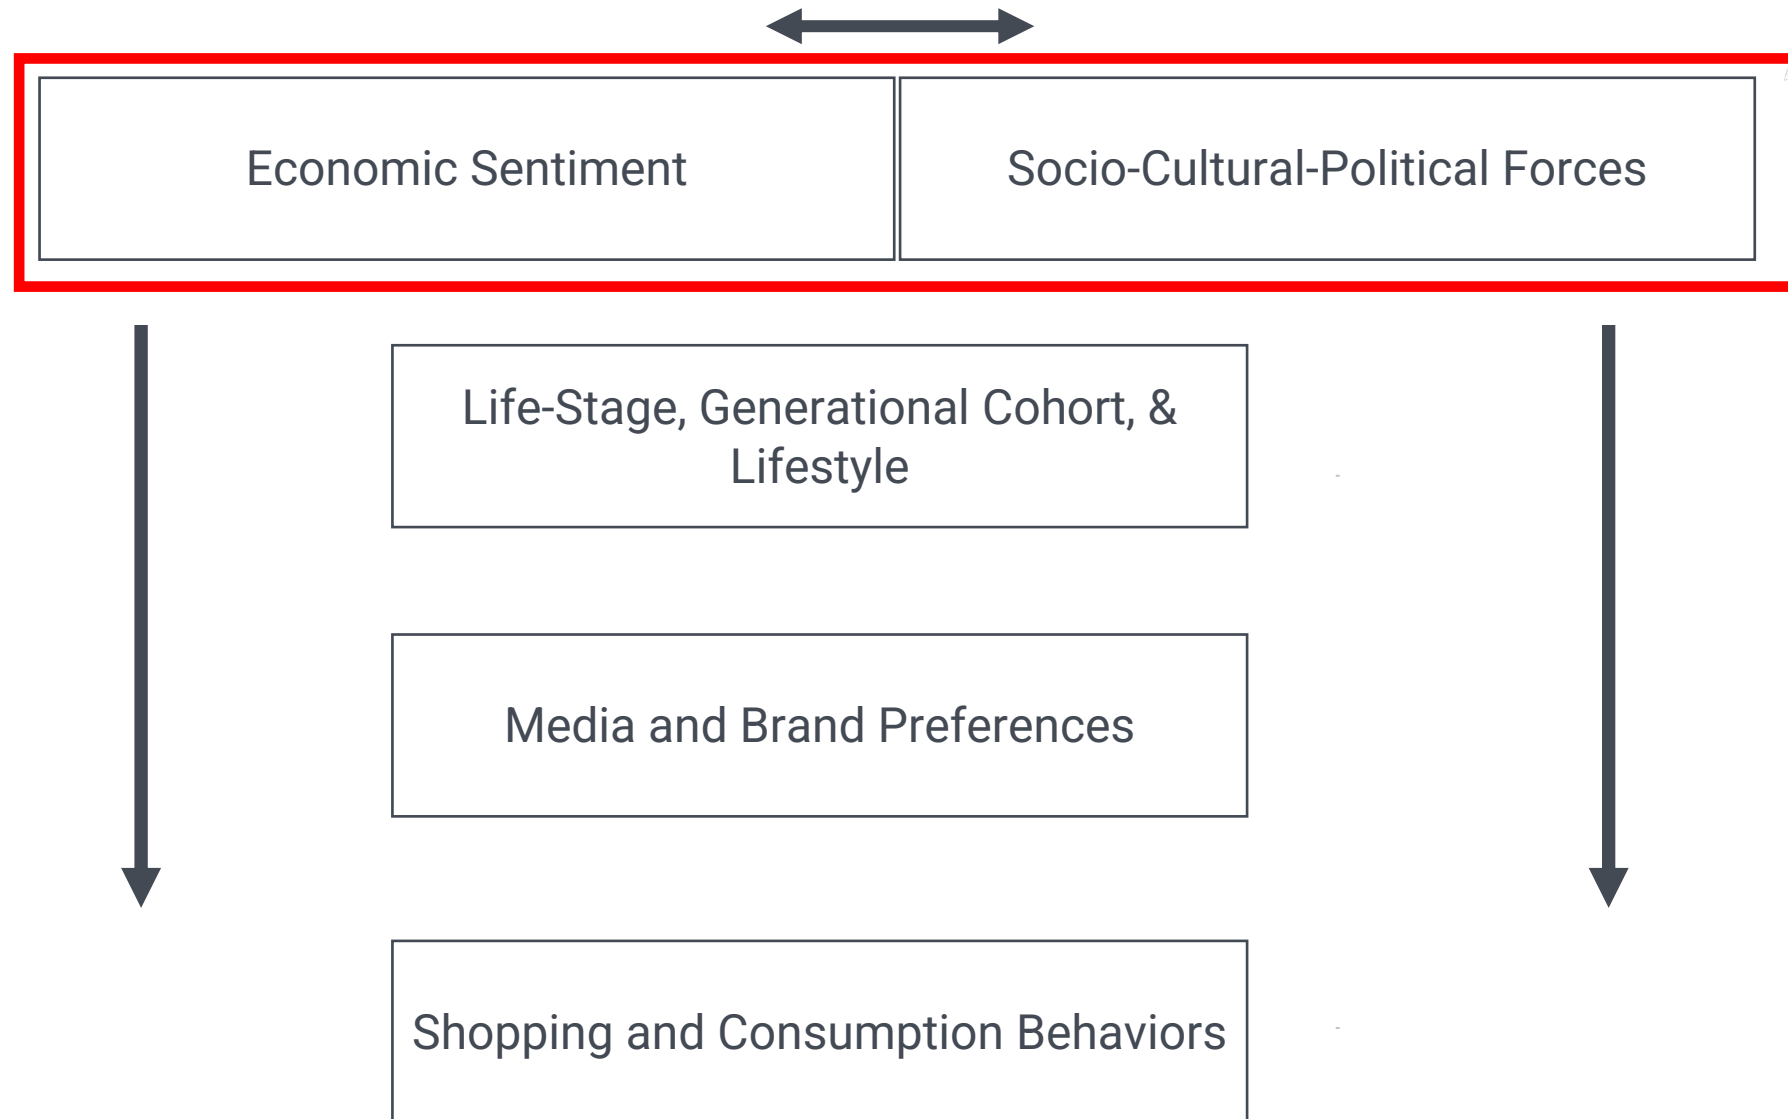 Economic Sentiment
Socio-Cultural-Political Forces
Life-Stage, Generational Cohort, &
Lifestyle
Media and Brand Preferences
Shopping and Consumption Behaviors